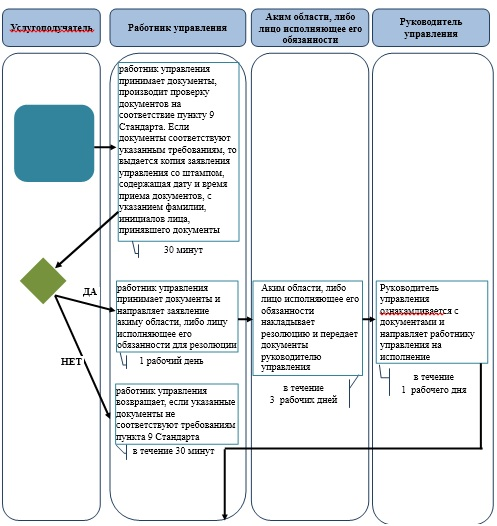 Услугополучатель
Работник управления
Аким области, либо
лицо исполняющее его
обязанности
Руководитель
управления
работник управления
принимает документы,
производит проверку
документов на
соответствие пункту 9
Стандарта. Если
документы соответствуют
указанным требованиям, то
выдается копия заявления
управления со штампом,
содержащая дату и время
приема документов, с
указанием фамилии,
инициалов лица,
принявшего документы
30 минут
ДА
работник управления
принимает документы и
направляет заявление
акиму области, либо лицу
исполняющее его
обязанности для резолюции
1 рабочий день
Аким области, либо
лицо исполняющее его
обязанности
накладывает
резолюцию и передает
документы
руководителю
управления
в течение
3 рабочих дней
Руководитель
управления
ознакамливается с
документами и
направляет работнику
управления на
исполнение
в течение
1 рабочего дня
НЕТ
работник управления
возвращает, если указанные
документы не
соответствуют требованиям
пункта 9 Стандарта
в течение 30 минут